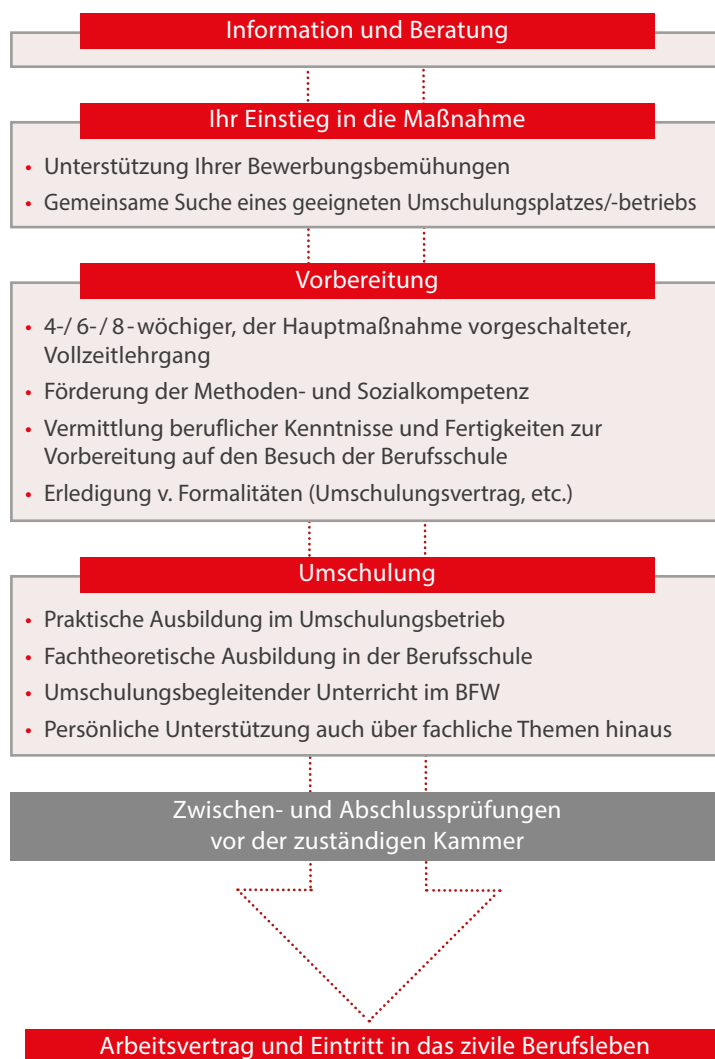 Information und Beratung
Ihr Einstieg in die Maßnahme
• Unterstützung Ihrer Bewerbungsbemühungen
• Gemeinsame Suche eines geeigneten Umschulungsplatzes/-betriebs
Vorbereitung
• 4-/ 6-/ 8-wöchiger, der Hauptmaßnahme vorgeschalteter,
Vollzeitlehrgang
• Förderung der Methoden- und Sozialkompetenz
• Vermittlung beruflicher Kenntnisse und Fertigkeiten zur
Vorbereitung auf den Besuch der Berufsschule
• Erledigung v. Formalitäten (Umschulungsvertrag, etc.)
Umschulung
• Praktische Ausbildung im Umschulungsbetrieb
• Fachtheoretische Ausbildung in der Berufsschule
• Umschulungsbegleitender Unterricht im BFW
• Persönliche Unterstützung auch über fachliche Themen hinaus
Zwischen- und Abschlussprüfungen
vor der zuständigen Kammer
Arbeitsvertrag und Eintritt in das zivile Berufsleben